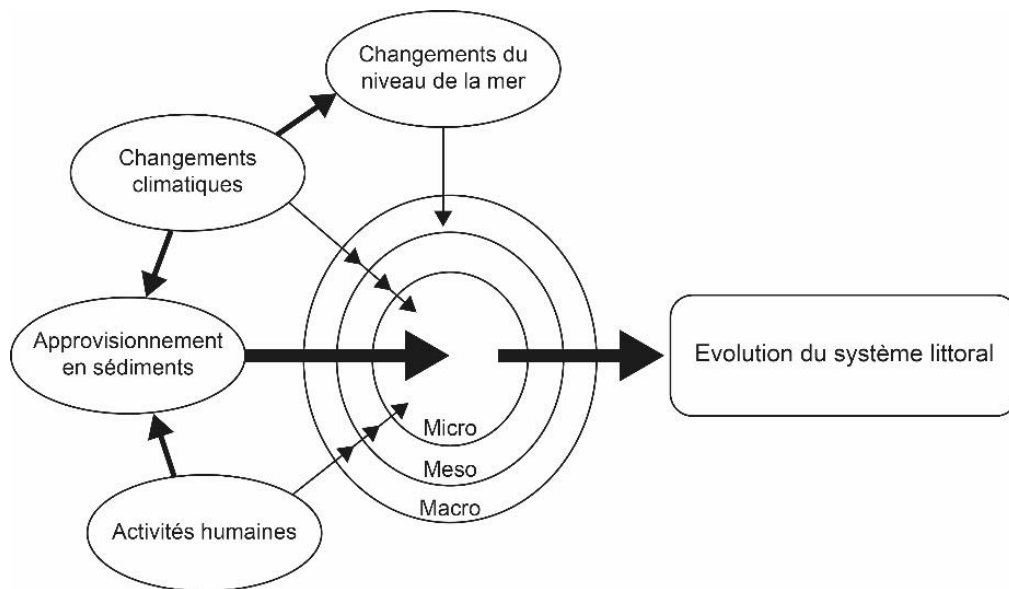 Changements du
niveau de la mer
Changements
climatiques
Approvisionnement
en sédiments
Evolution du système littoral
Micro
Meso
Macro
Activités humaines